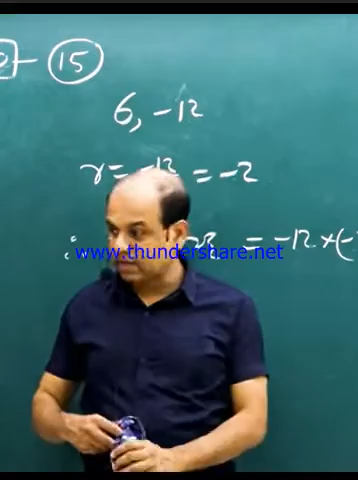 15
6, -12
r = -12 = -2
www.thundershare.net
∴ = -12 × (-